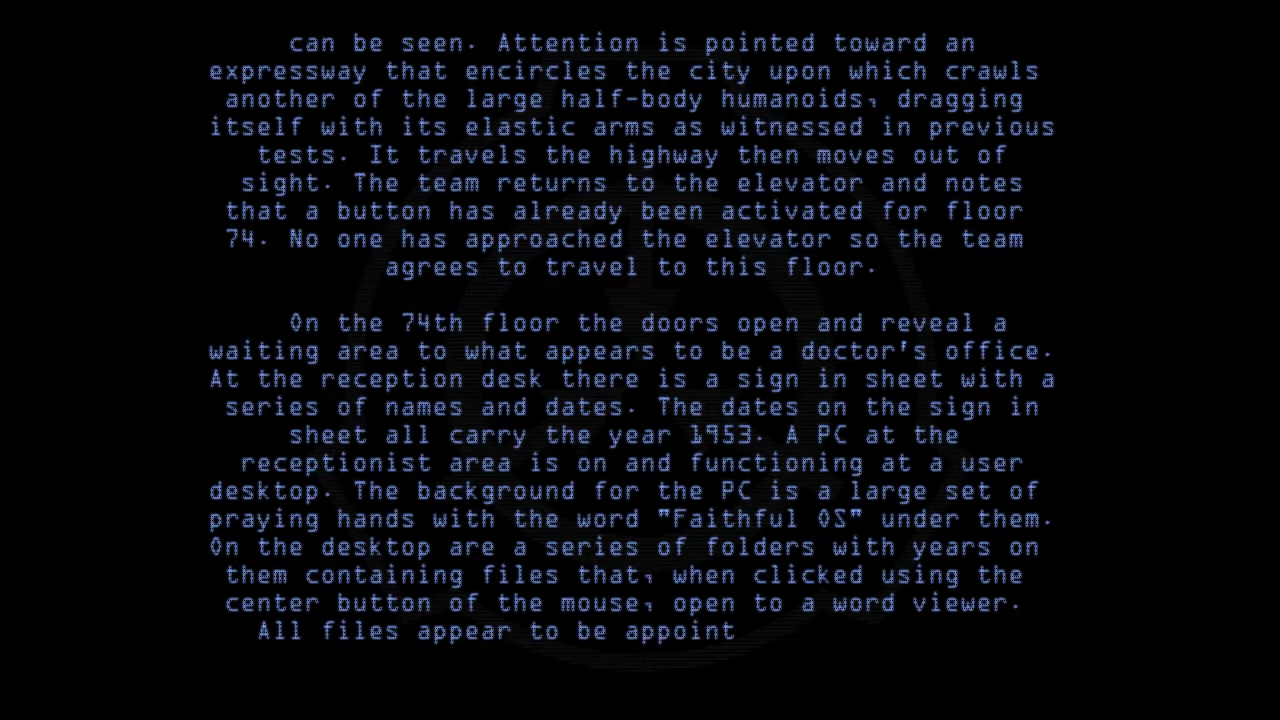 can be seen. Attention is pointed toward an
expressway that encircles the city upon which crawls
another of the large half-body humanoids, dragging
itself with its elastic arms as witnessed in previous
tests. It travels the highway then moves out of
sight. The team returns to the elevator and notes
that a button has already been activated for floor
74. No one has approached the elevator so the team
agrees to travel to this floor.
On the 74th floor the doors open and reveal a
waiting area to what appears to be a doctor's office.
At the reception desk there is a sign in sheet with a
series of names and dates. The dates on the sign in
sheet all carry the year 1953. A PC at the
receptionist area is on and functioning at a user
desktop. The background for the PC is a large set of
praying hands with the word "Faithful OS" under them.
On the desktop are a series of folders with years on
them containing files that, when clicked using the
center button of the mouse, open to a word viewer.
All files appear to be appoint